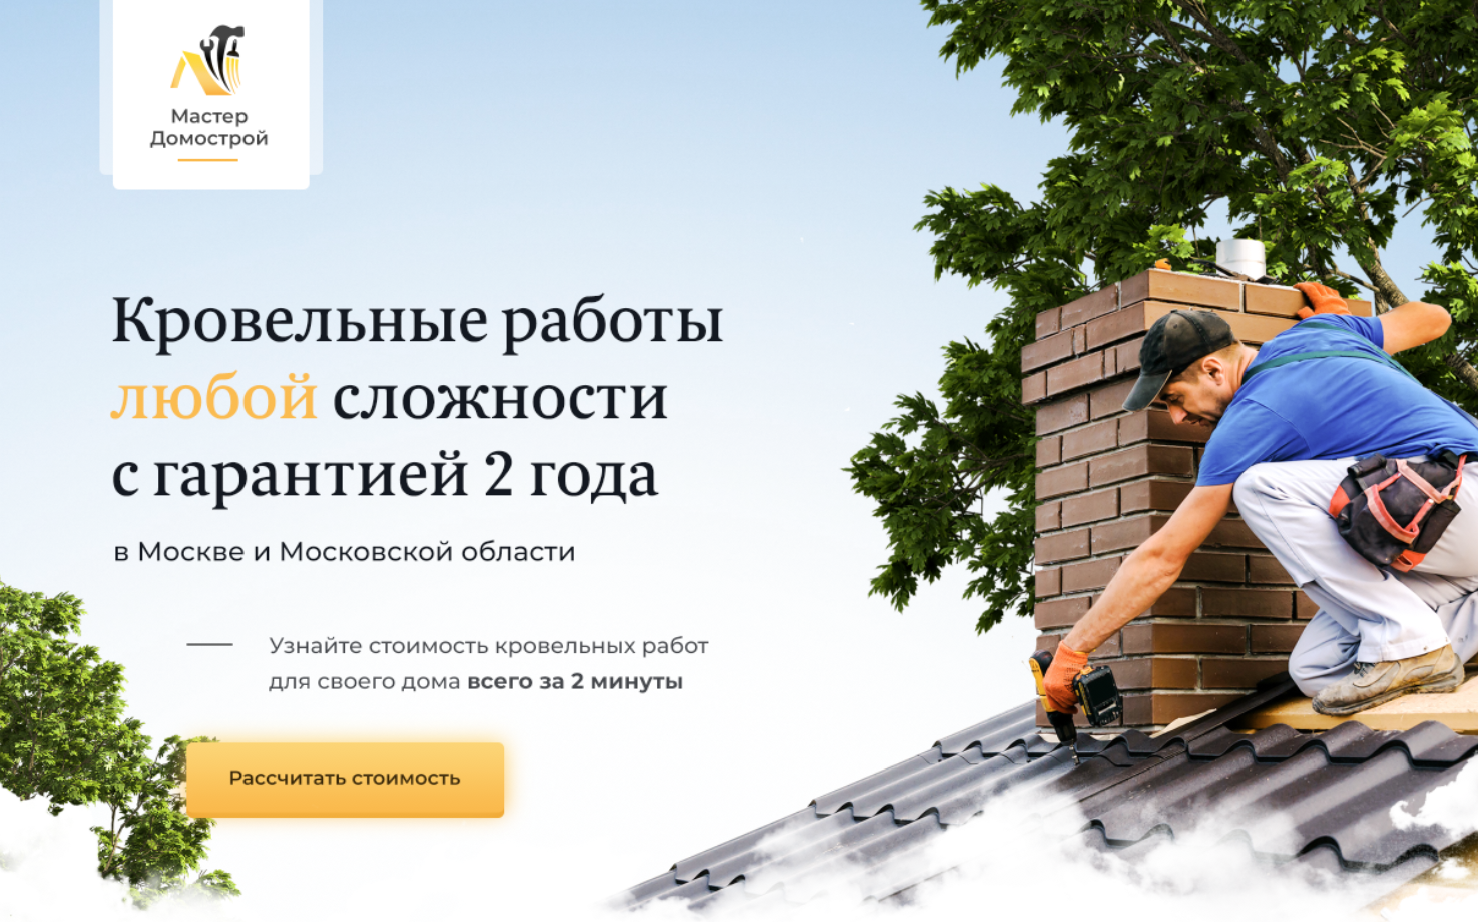 Мастер
Домострой
Кровельные работы
любой сложности
с гарантией 2 года
в Москве и Московской области
Узнайте стоимость кровельных работ
для своего дома всего за 2 минуты
Рассчитать стоимость